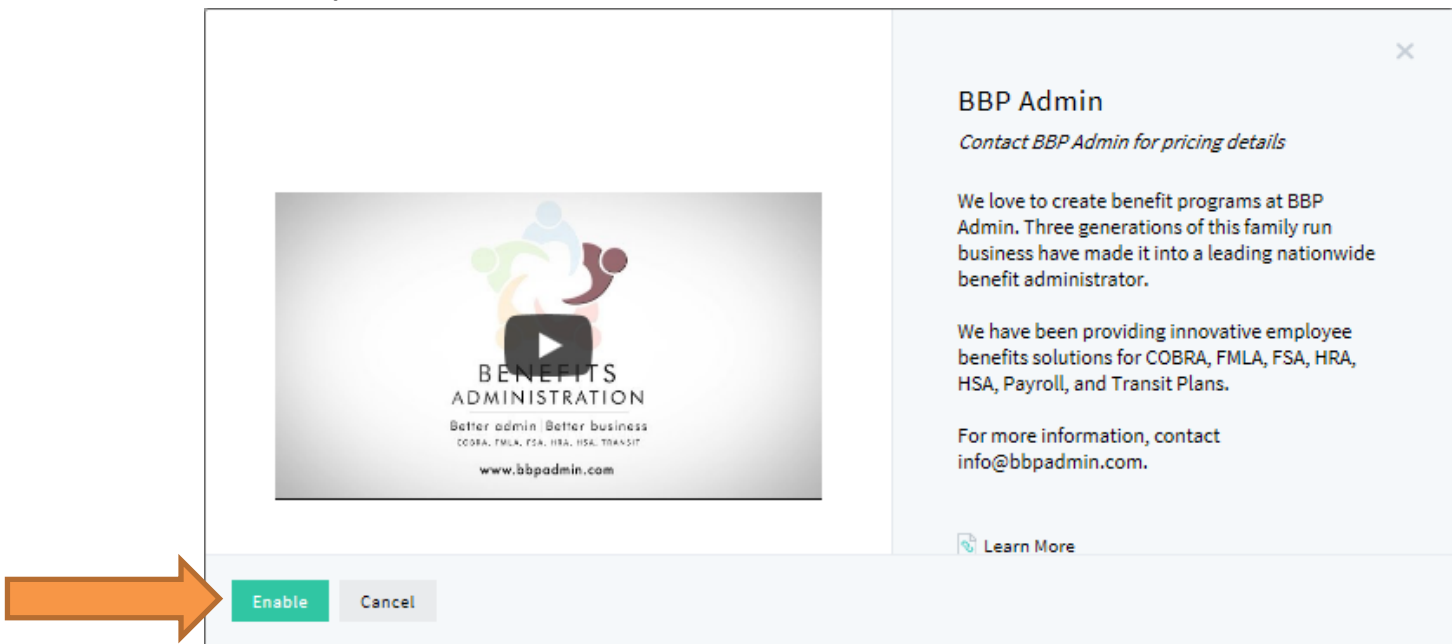 BBP Admin
Contact BBP Admin for pricing details
We love to create benefit programs at BBP
Admin. Three generations of this family run
business have made it into a leading nationwide
benefit administrator.
We have been providing innovative employee
benefits solutions for COBRA, FMLA, FSA, HRA,
HSA, Payroll, and Transit Plans.
For more information, contact
info@bbpadmin.com.
Learn More
BENEFITS
ADMINISTRATION
Better admin | Better business
COBRA, FMLA, FSA, HRA, HSA, TRANSIT
www.bbpadmin.com
Enable
Cancel